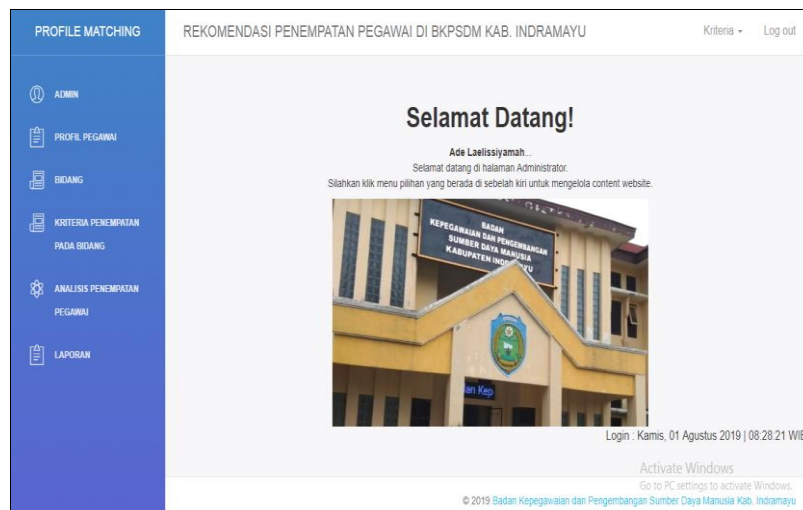 PROFILE MATCHING
REKOMENDASI PENEMPATAN PEGAWAI DI BKPSDM KAB. INDRAMAYU
Kriteria
Log out
ADMIN
PROFIL PEGAWAI
BIDANG
KRITERIA PENEMPATAN
PADA BIDANG
ANALISIS PENEMPATAN
PEGAWAI
LAPORAN
Selamat Datang!
Ade Laelissiyamah...
Selamat datang di halaman Administrator.
Silahkan klik menu pilihan yang berada di sebelah kiri untuk mengelola content website.
BADAN
KEPEGAWAIAN DAN PENGEMBANGAN
SUMBER DAYA MANUSIA
KABUPATEN
an Kep
Login : Kamis, 01 Agustus 2019 | 08:28:21 WIB
Activate Windows
Go to PC settings to activate Windows.
© 2019 Badan Kepegawaian dan Pengembangan Sumber Daya Manusia Kab. Indramayu